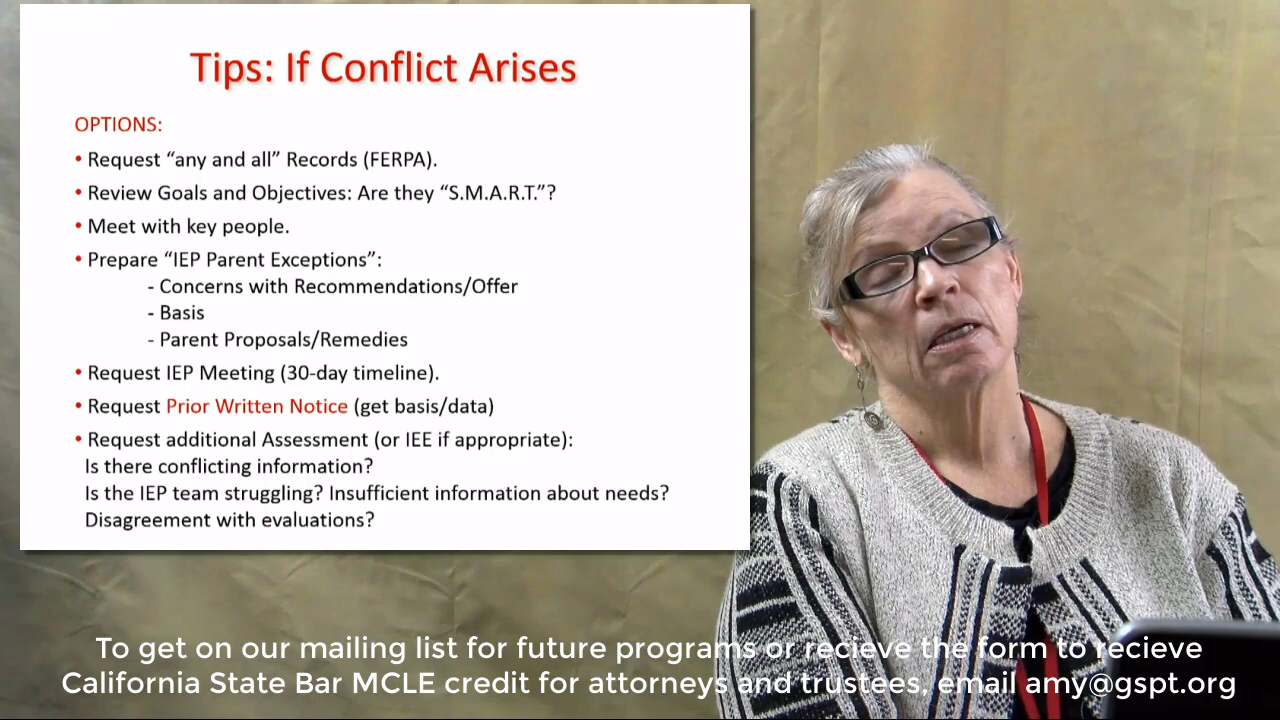 Tips: If Conflict Arises
OPTIONS:
• Request “any and all” Records (FERPA).
• Review Goals and Objectives: Are they “S.M.A.R.T.”?
• Meet with key people.
• Prepare “IEP Parent Exceptions”:
- Concerns with Recommendations/Offer
- Basis
- Parent Proposals/Remedies
• Request IEP Meeting (30-day timeline).
• Request Prior Written Notice (get basis/data)
• Request additional Assessment (or IEE if appropriate):
Is there conflicting information?
Is the IEP team struggling? Insufficient information about needs?
Disagreement with evaluations?
To get on our mailing list for future programs or recieve the form to recieve
California State Bar MCLE credit for attorneys and trustees, email amy@gspt.org